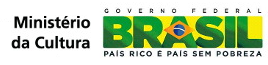 Ministério
da Cultura
GOVERNO FEDERAL
BRASIL
PAÍS RICO É PAÍS SEM POBREZA